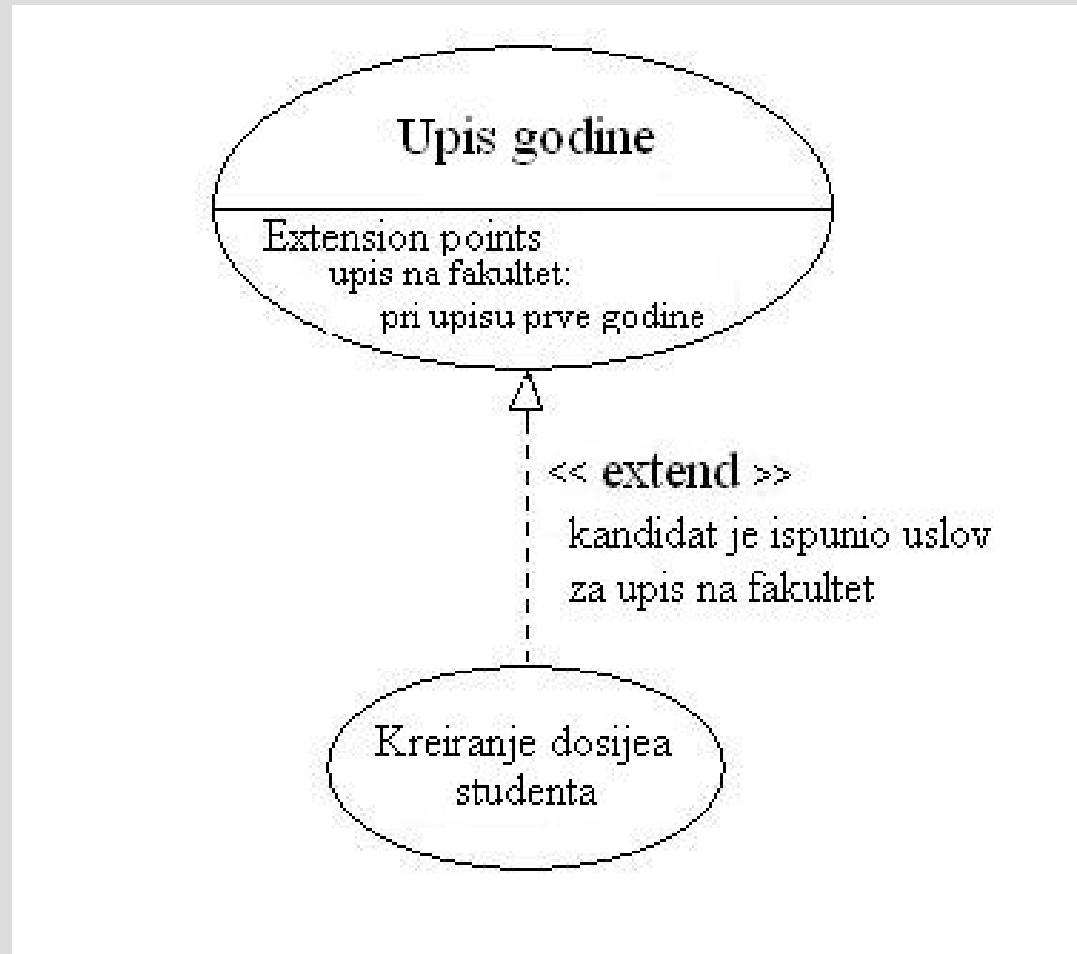 Upis godine
Extension points
upis na fakultet:
pri upisu prve godine
<< extend >>
kandidat je ispunio uslov
za upis na fakultet
Kreiranje dosijea
studenta